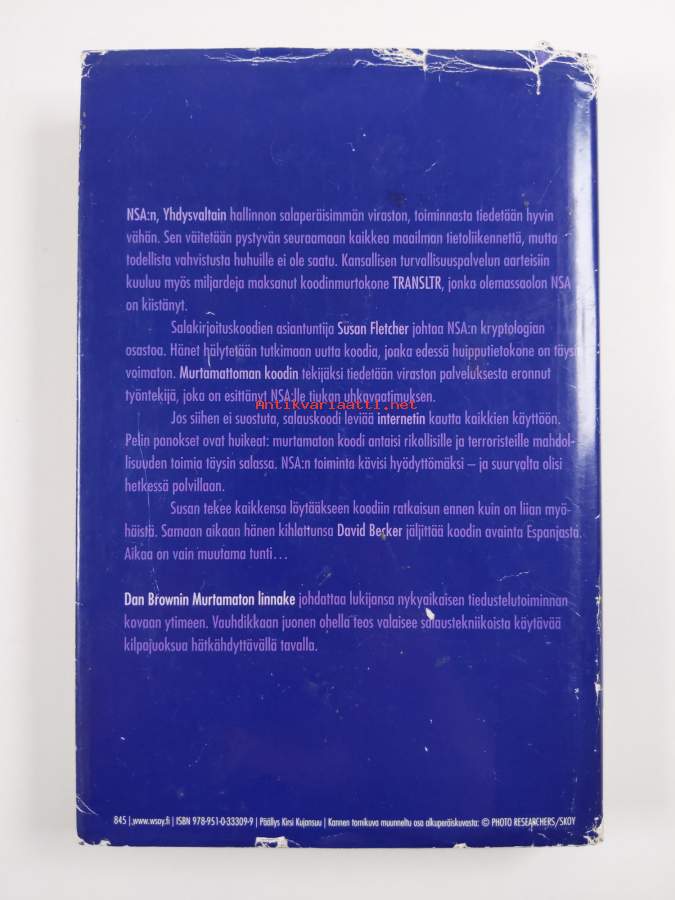 NSA:n, Yhdysvaltain hallinnon salaperäisimmän viraston, toiminnasta tiedetään hyvin
vähän. Sen väitetään pystyvän seuraamaan kaikkea maailman tietoliikennettä, mutta
todellista vahvistusta huhuille ei ole saatu. Kansallisen turvallisuuspalvelun aarteisiin
kuuluu myös miljardeja maksanut koodinmurtokone TRANSLTR, jonka olemassaolon NSA
on kiistänyt.
Salakirjoituskoodien asiantuntija Susan Fletcher johtaa NSA:n kryptologian
osastoa. Hänet hälytetään tutkimaan uutta koodia, jonka edessä huipputietokone on täysin
voimaton. Murtamattoman koodin tekijäksi tiedetään viraston palveluksesta eronnut
työntekijä, joka on esittänyt NSA:lle tiukan uhkavaatimuksen.
Antikvariaatti.net
Jos siihen ei suostuta, salauskoodi leviää internetin kautta kaikkien käyttöön.
Pelin panokset ovat huikeat: murtamaton koodi antaisi rikollisille ja terroristeille mahdol-
lisuuden toimia täysin salassa. NSA:n toiminta kävisi hyödyttömäksi – ja suurvalta olisi
hetkessä polvillaan.
Susan tekee kaikkensa löytääkseen koodiin ratkaisun ennen kuin on liian myö-
häistä. Samaan aikaan hänen kihlattunsa David Becker jäljittää koodin avainta Espanjasta.
Aikaa on vain muutama tunti...
Dan Brownin Murtamaton linnake johdattaa lukijansa nykyaikaisen tiedustelutoiminnan
kovaan ytimeen. Vauhdikkaan juonen ohella teos valaisee salaustekniikoista käytävää
kilpajuoksua hätkähdyttävällä tavalla.
845 | www.wsoy.fi | ISBN 978-951-0-33309-9 | Päällys Kirsi Kujansuu | Kannen tornikuva muunneltu osa alkuperäiskuvasta: © PHOTO RESEARCHERS/SKOY